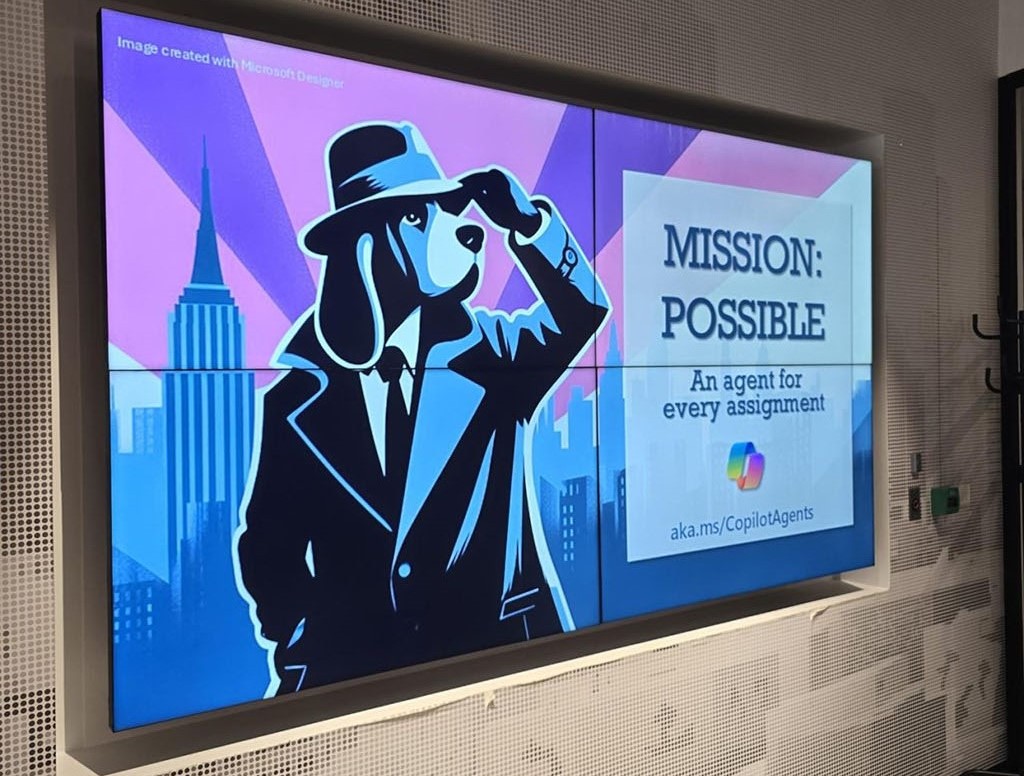 Image created with Microsoft Designer
MISSION:
POSSIBLE
An agent for
every assignment
aka.ms/CopilotAgents